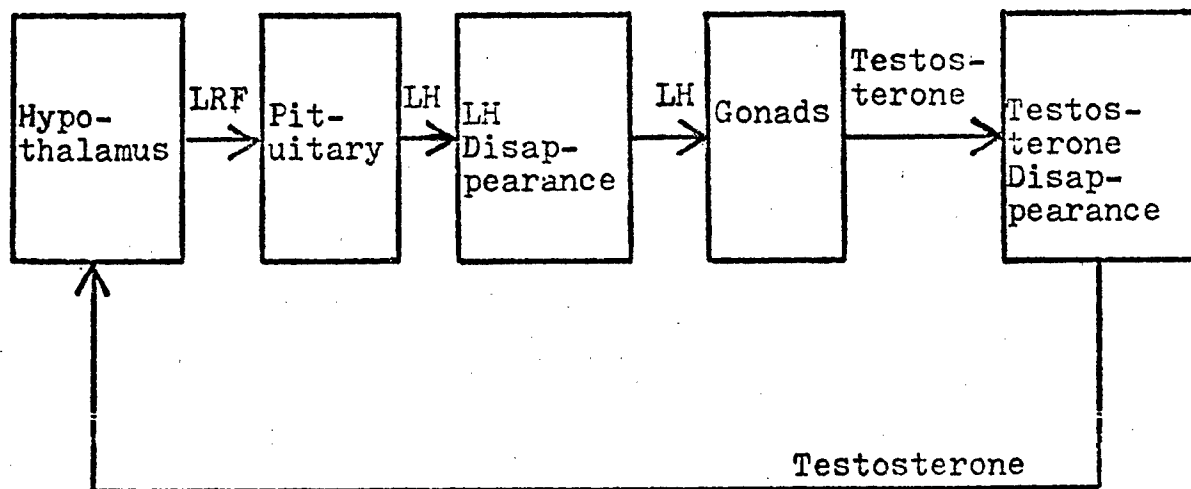 Hypo-
thalamus
LRF
Pit-
uitary
LH
LH
Disap-
pearance
LH
Gonads
Testos-
terone
Testos-
terone
Disap-
pearance
Testosterone